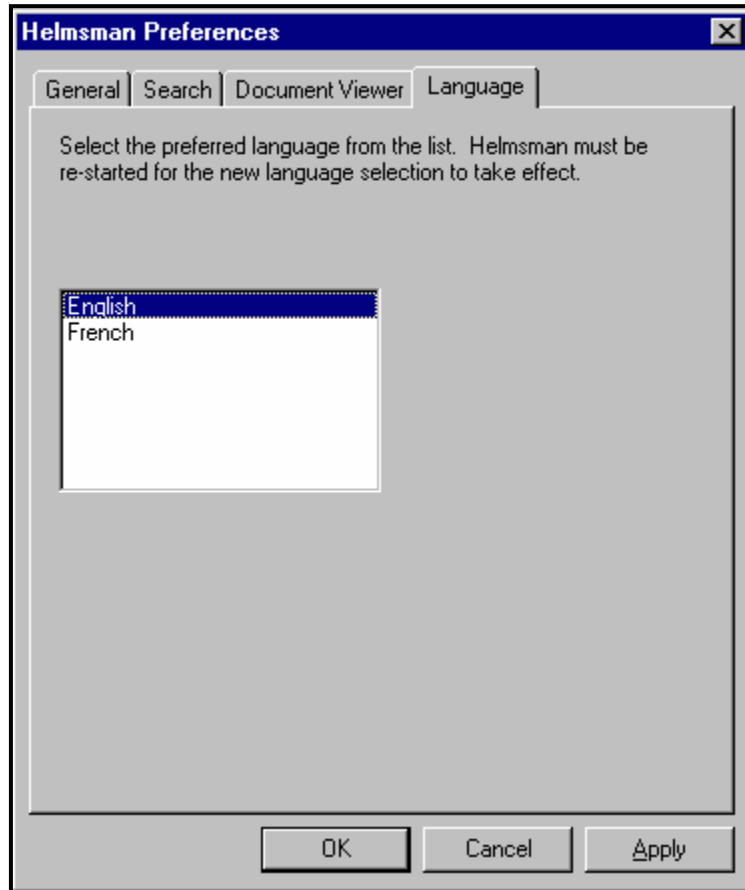 Helmsman Preferences
General Search Document Viewer Language
Select the preferred language from the list. Helmsman must be
re-started for the new language selection to take effect.
English
French
OK Cancel Apply